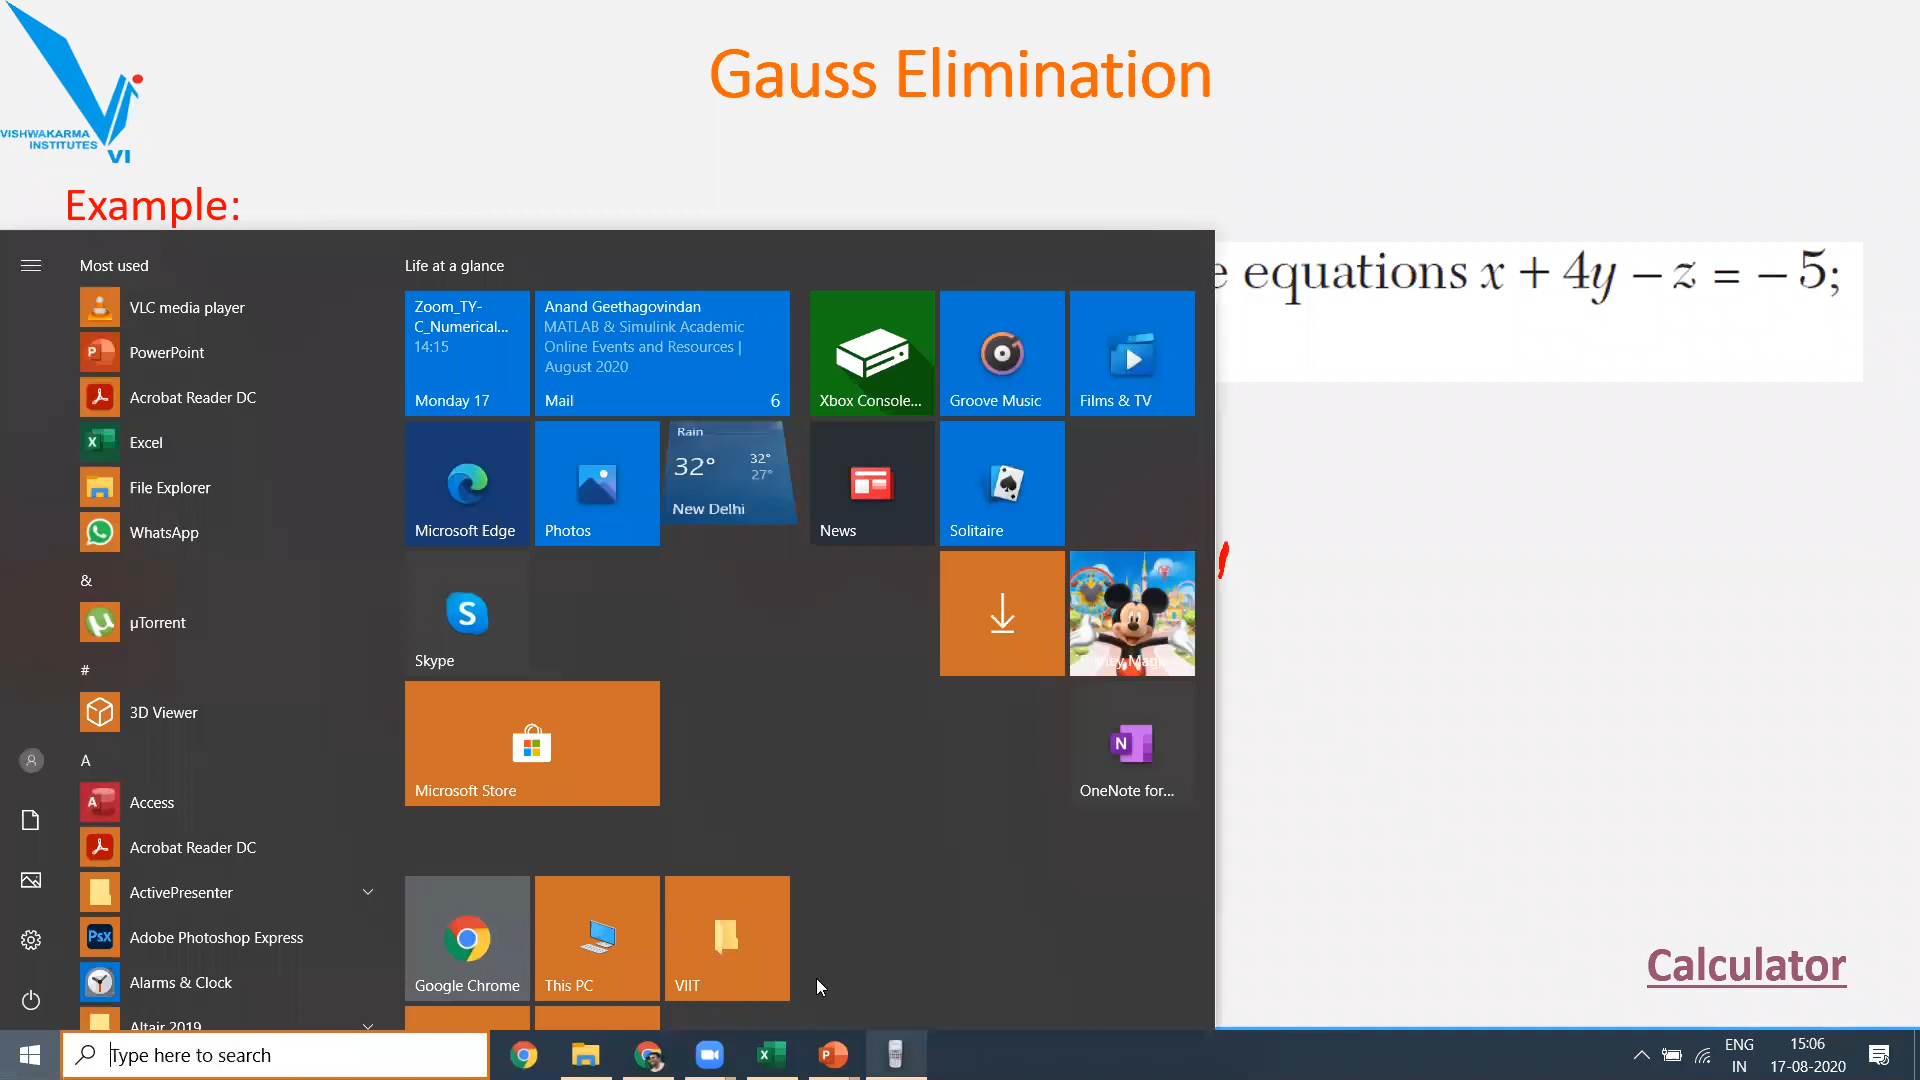 Gauss Elimination
VISHWAKARMA
INSTITUTES
VI
Example:
equations x + 4y – z = – 5;
Most used
VLC media player
PowerPoint
Acrobat Reader DC
Excel
File Explorer
WhatsApp
&
µTorrent
#
3D Viewer
A
Access
Acrobat Reader DC
ActivePresenter
Adobe Photoshop Express
Alarms & Clock
Altair 2019
Life at a glance
Zoom_TY-
C_Numerical...
14:15
Monday 17
Anand Geethagovindan
MATLAB & Simulink Academic
Online Events and Resources |
August 2020
Mail 6
Xbox Console...
Groove Music
Films & TV
Microsoft Edge
Photos
Rain
32° 32°
27°
New Delhi
News
Solitaire
Skype
Microsoft Store
OneNote for...
Google Chrome
This PC
VIIT
Calculator
Type here to search
ENG
IN
15:06
17-08-2020